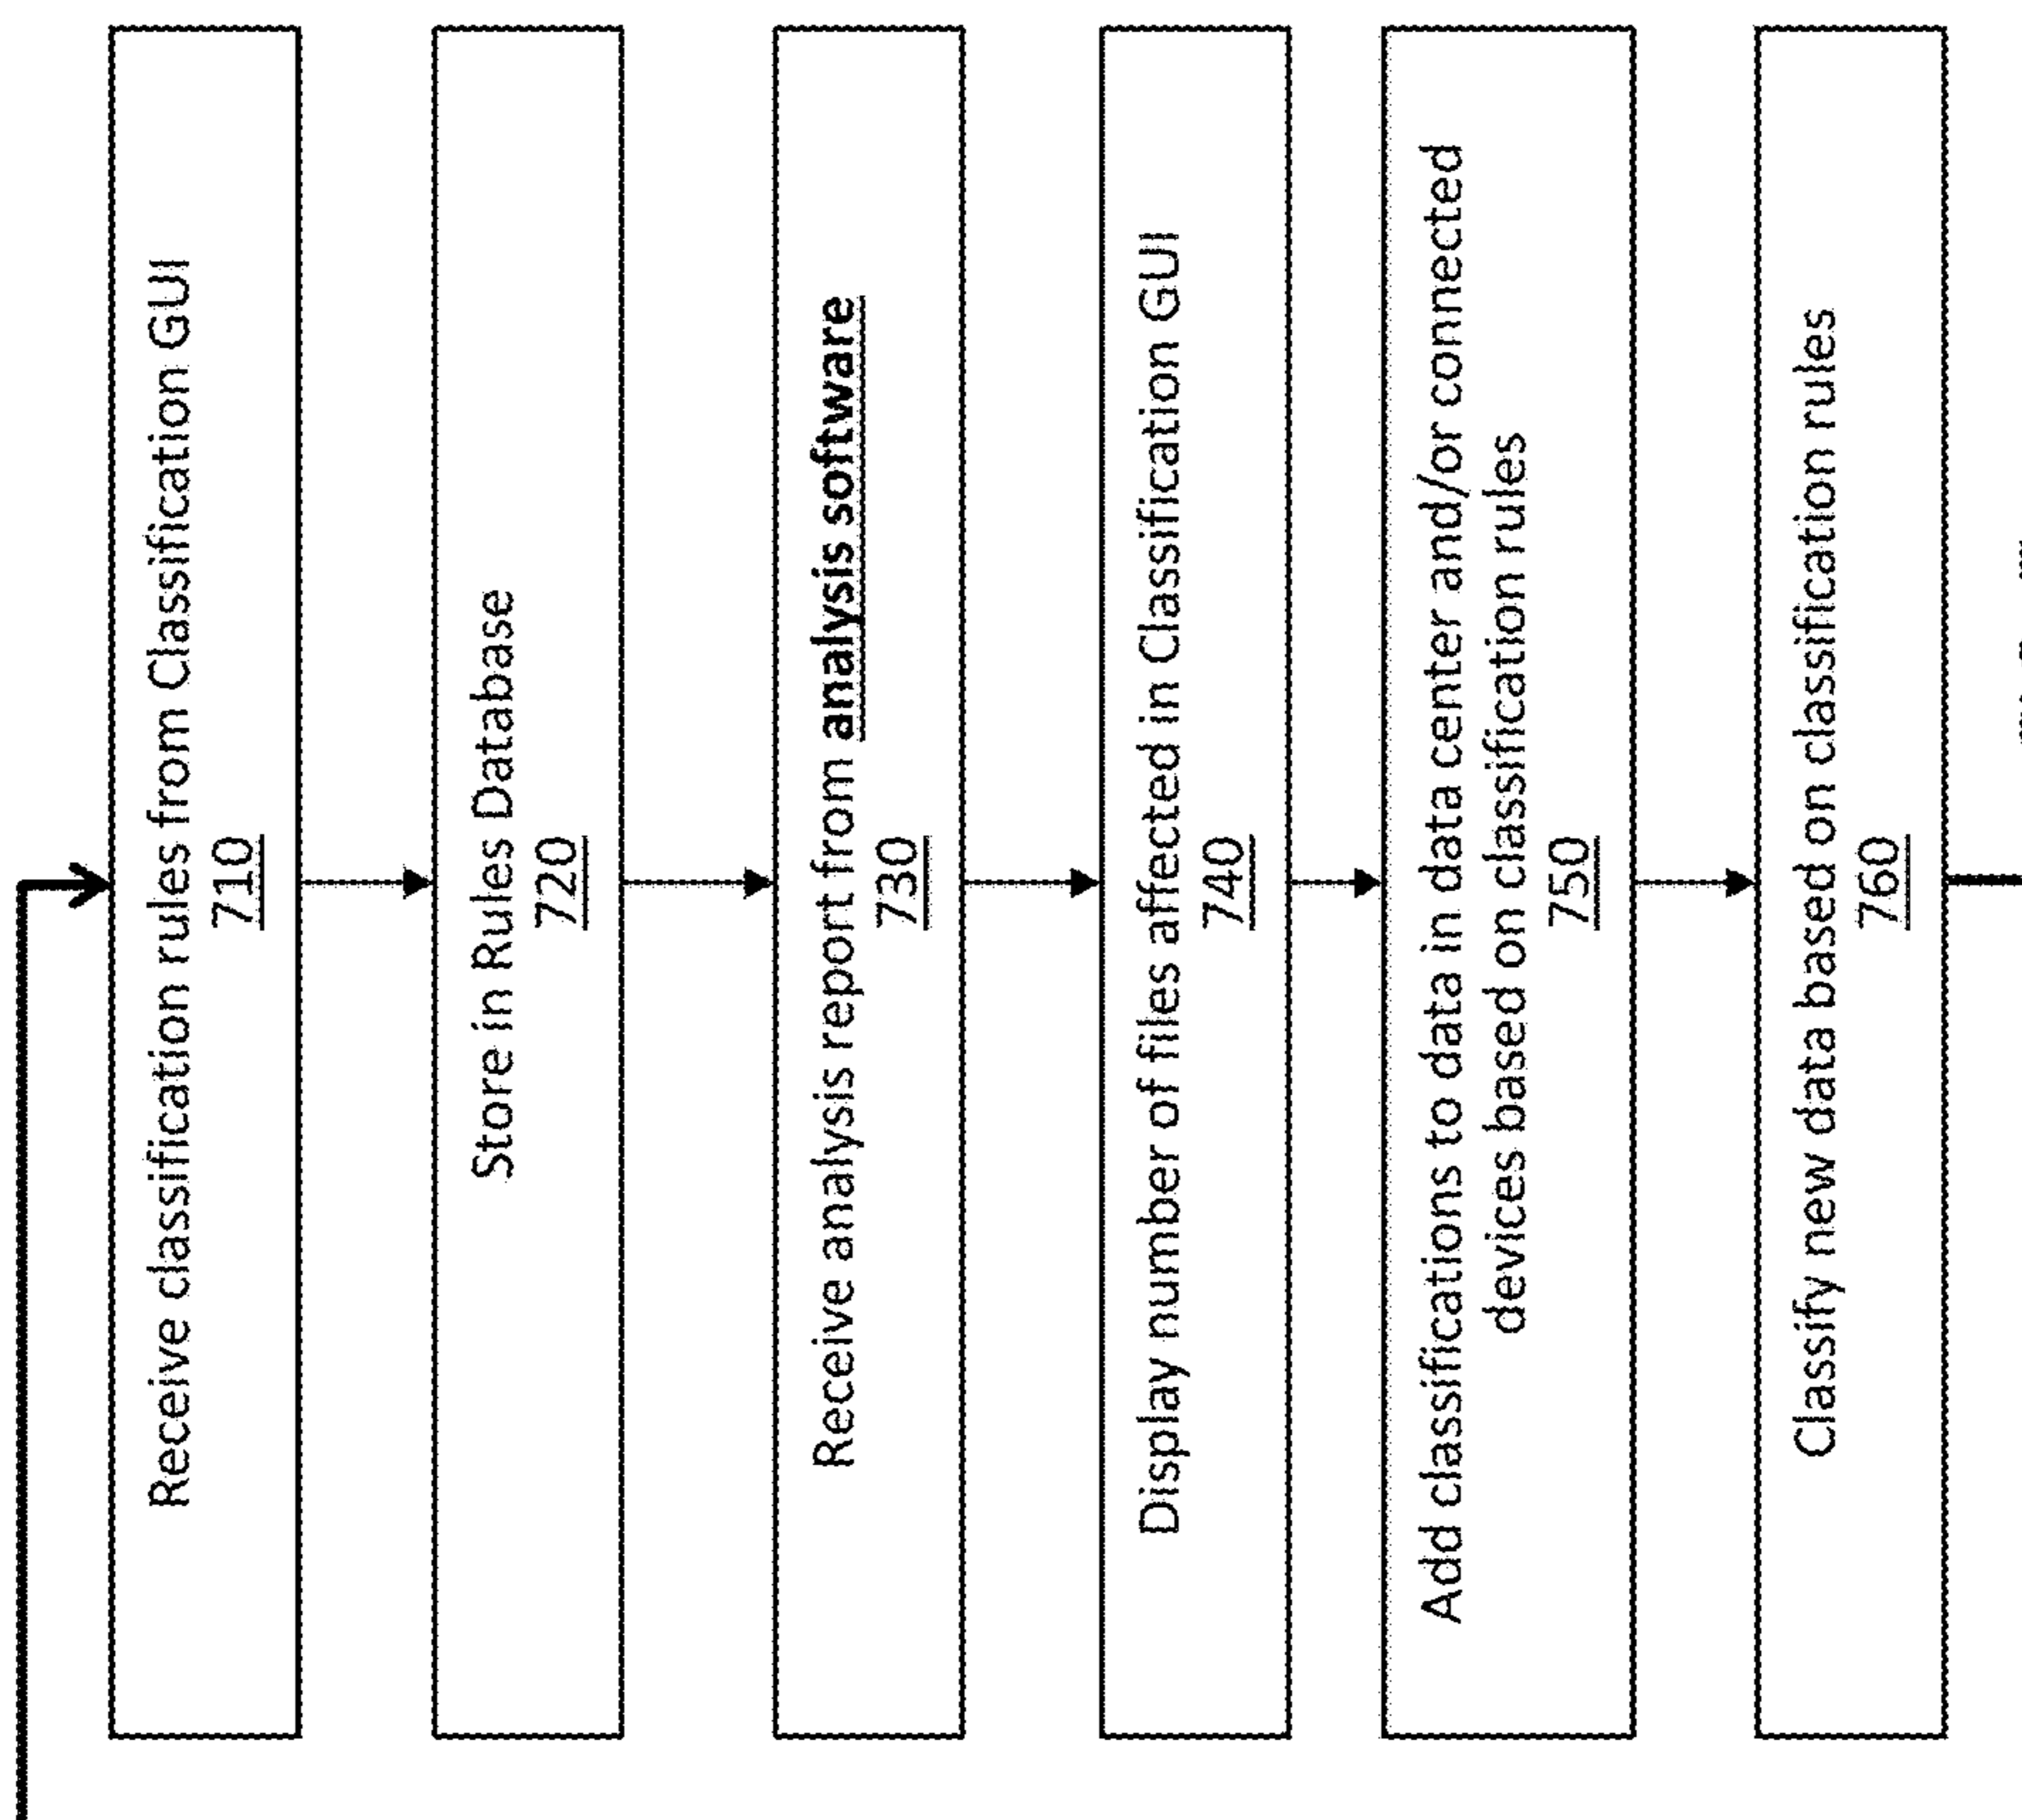 Receive classification rules from Classification GUI
710
Store in Rules Database
720
Receive analysis report from analysis software
730
Display number of files affected in Classification GUI
740
Add classifications to data in data center and/or connected
devices based on classification rules
750
Classify new data based on classification rules
760